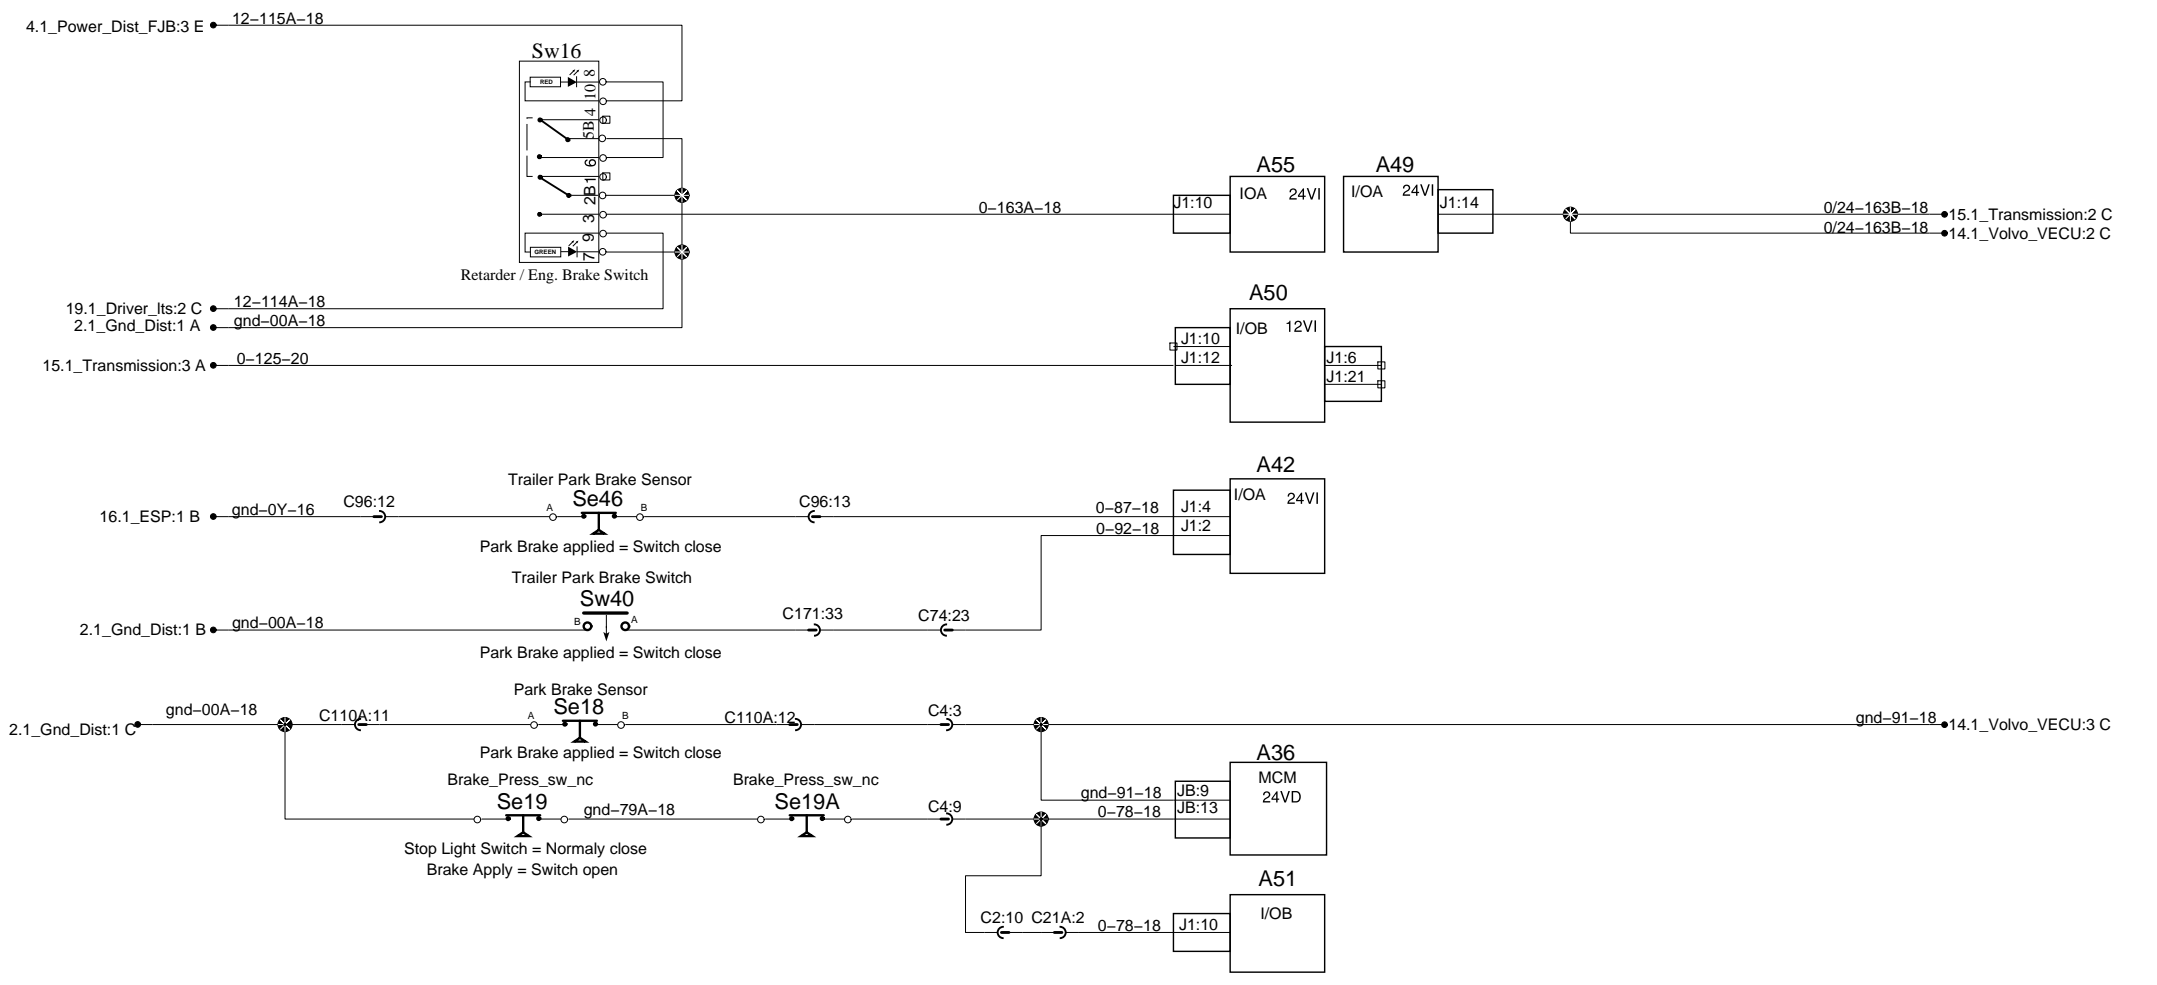 4.1_Power_Dist_FJB:3 E
12–115A–18
Sw16
RED
8
10
4
5B
6
1
2B
3
9
7
GREEN
Retarder / Eng. Brake Switch
A55
J1:10
IOA 24VI
0–163A–18
A49
I/OA 24VI
J1:14
0/24–163B–18
15.1_Transmission:2 C
0/24–163B–18
14.1_Volvo_VECU:2 C
19.1_Driver_lts:2 C
12–114A–18
2.1_Gnd_Dist:1 A
gnd–00A–18
15.1_Transmission:3 A
0–125–20
A50
I/OB 12VI
J1:10
J1:12
J1:6
J1:21
Trailer Park Brake Sensor
16.1_ESP:1 B
gnd–0Y–16
C96:12
A
Se46
B
C96:13
Park Brake applied = Switch close
A42
I/OA 24VI
0–87–18
J1:4
0–92–18
J1:2
Trailer Park Brake Switch
Sw40
2.1_Gnd_Dist:1 B
gnd–00A–18
B
A
C171:33
C74:23
Park Brake applied = Switch close
Park Brake Sensor
2.1_Gnd_Dist:1 C
gnd–00A–18
C110A:11
A
Se18
B
C110A:12
C4:3
gnd–91–18
14.1_Volvo_VECU:3 C
Park Brake applied = Switch close
A36
MCM
24VD
gnd–91–18
JB:9
0–78–18
JB:13
Brake_Press_sw_nc
Se19
gnd–79A–18
Brake_Press_sw_nc
Se19A
C4:9
Stop Light Switch = Normaly close
Brake Apply = Switch open
A51
I/OB
C2:10
C21A:2
0–78–18
J1:10